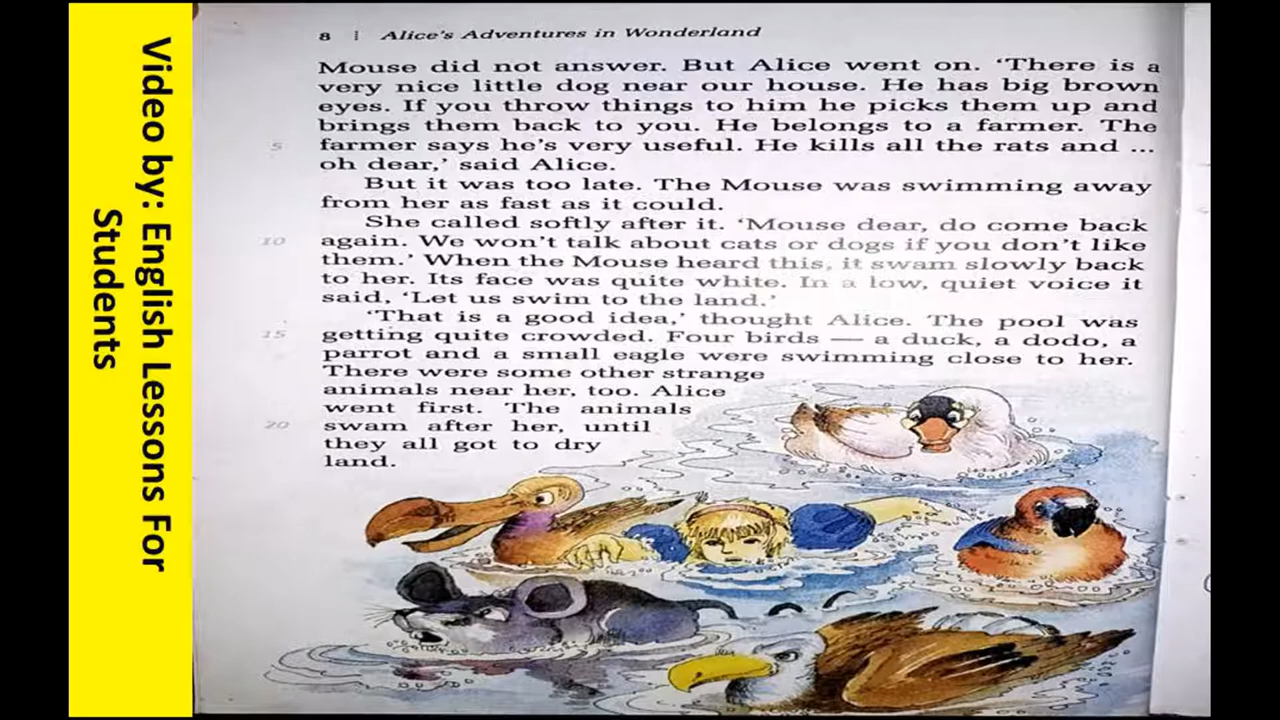 Video by: English Lessons For
Students
8 ⋮ Alice's Adventures in Wonderland
Mouse did not answer. But Alice went on. 'There is a
very nice little dog near our house. He has big brown
eyes. If you throw things to him he picks them up and
brings them back to you. He belongs to a farmer. The
5 farmer says he's very useful. He kills all the rats and ...
oh dear,' said Alice.
But it was too late. The Mouse was swimming away
from her as fast as it could.
She called softly after it. 'Mouse dear, do come back
10 again. We won't talk about cats or dogs if you don't like
them.' When the Mouse heard this, it swam slowly back
to her. Its face was quite white. In a low, quiet voice it
said, 'Let us swim to the land.'
'That is a good idea,' thought Alice. The pool was
15 getting quite crowded. Four birds — a duck, a dodo, a
parrot and a small eagle were swimming close to her.
There were some other strange
animals near her, too. Alice
went first. The animals
20 swam after her, until
they all got to dry
land.